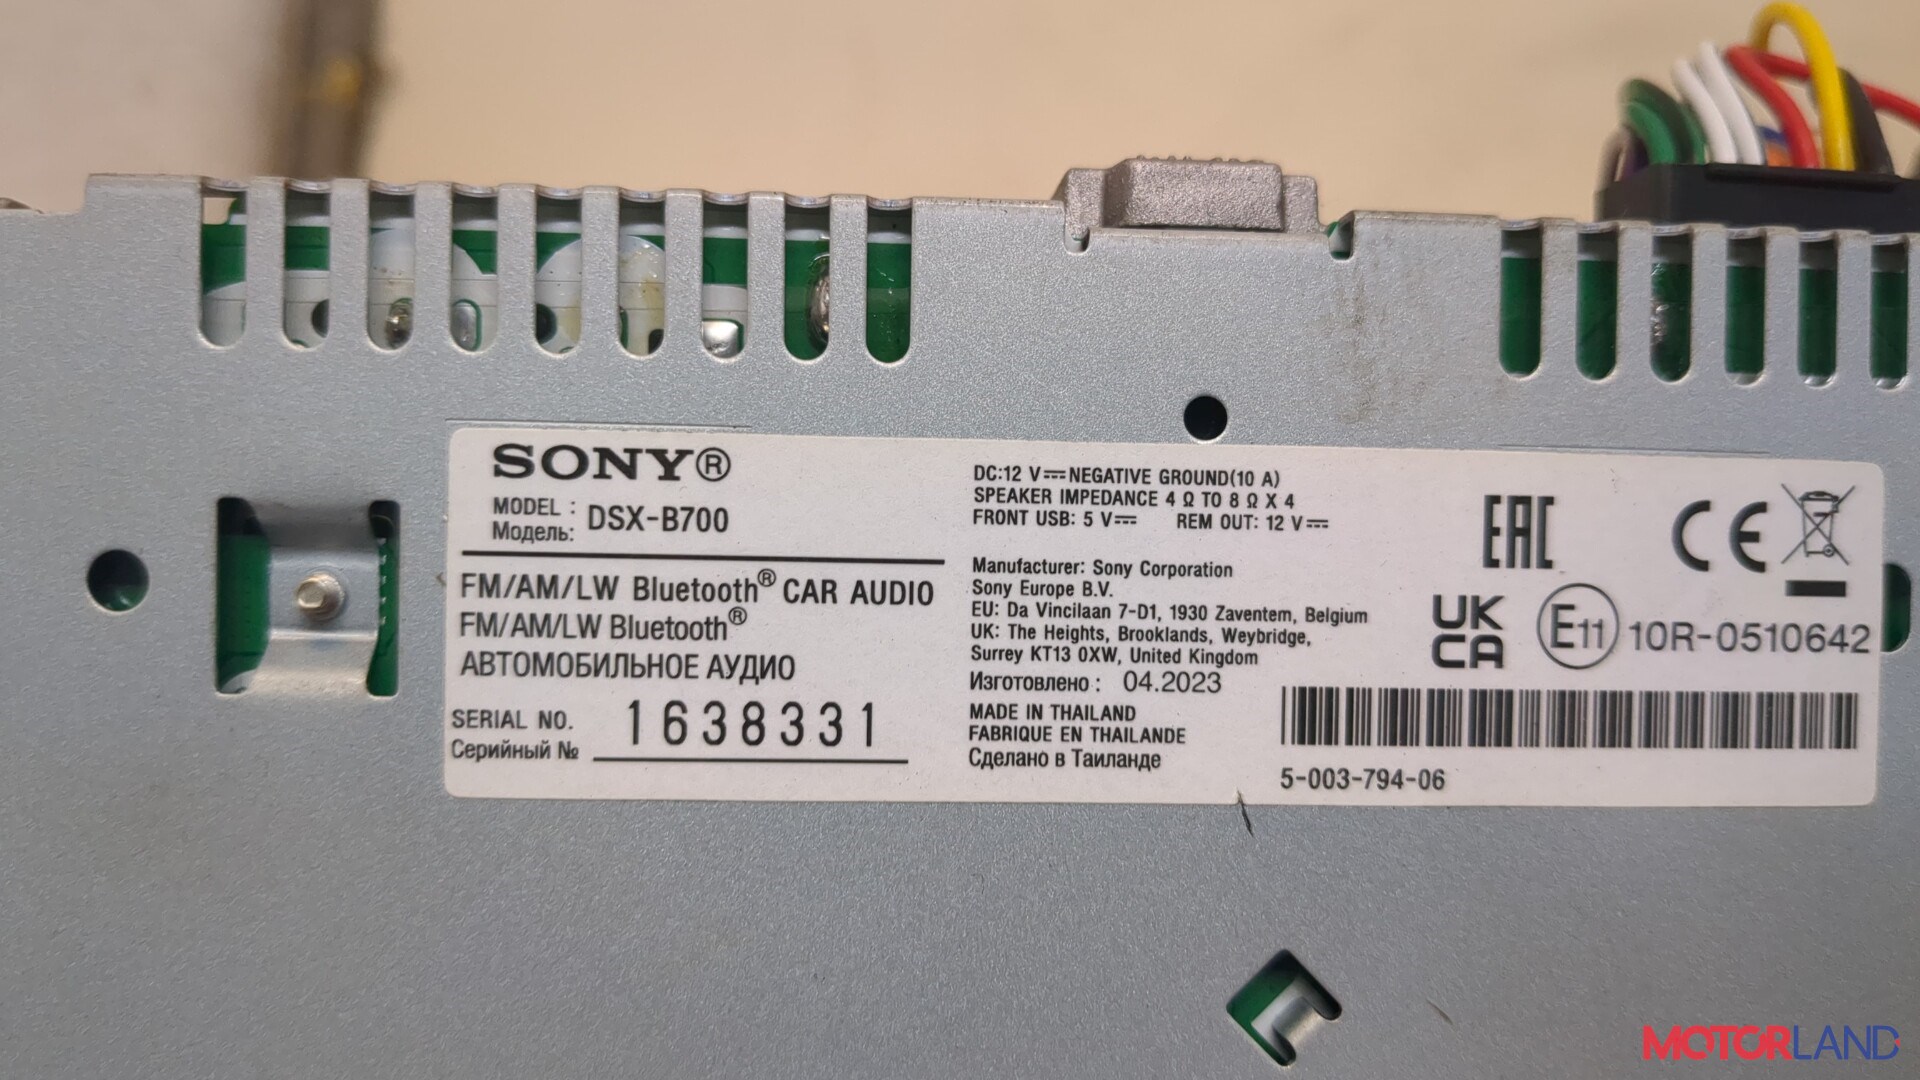 SONY®
MODEL :
Модель:
DSX-B700
FM/AM/LW Bluetooth® CAR AUDIO
FM/AM/LW Bluetooth®
АВТОМОБИЛЬНОЕ АУДИО
SERIAL NO.
Серийный №
1638331
DC:12 V⎓NEGATIVE GROUND(10 A)
SPEAKER IMPEDANCE 4 Ω TO 8 Ω X 4
FRONT USB: 5 V⎓ REM OUT: 12 V⎓
Manufacturer: Sony Corporation
Sony Europe B.V.
EU: Da Vincilaan 7-D1, 1930 Zaventem, Belgium
UK: The Heights, Brooklands, Weybridge,
Surrey KT13 0XW, United Kingdom
Изготовлено : 04.2023
MADE IN THAILAND
FABRIQUE EN THAILANDE
Сделано в Таиланде
EAC
CE
UK
CA
E11 10R-0510642
5-003-794-06
MOTORLAND